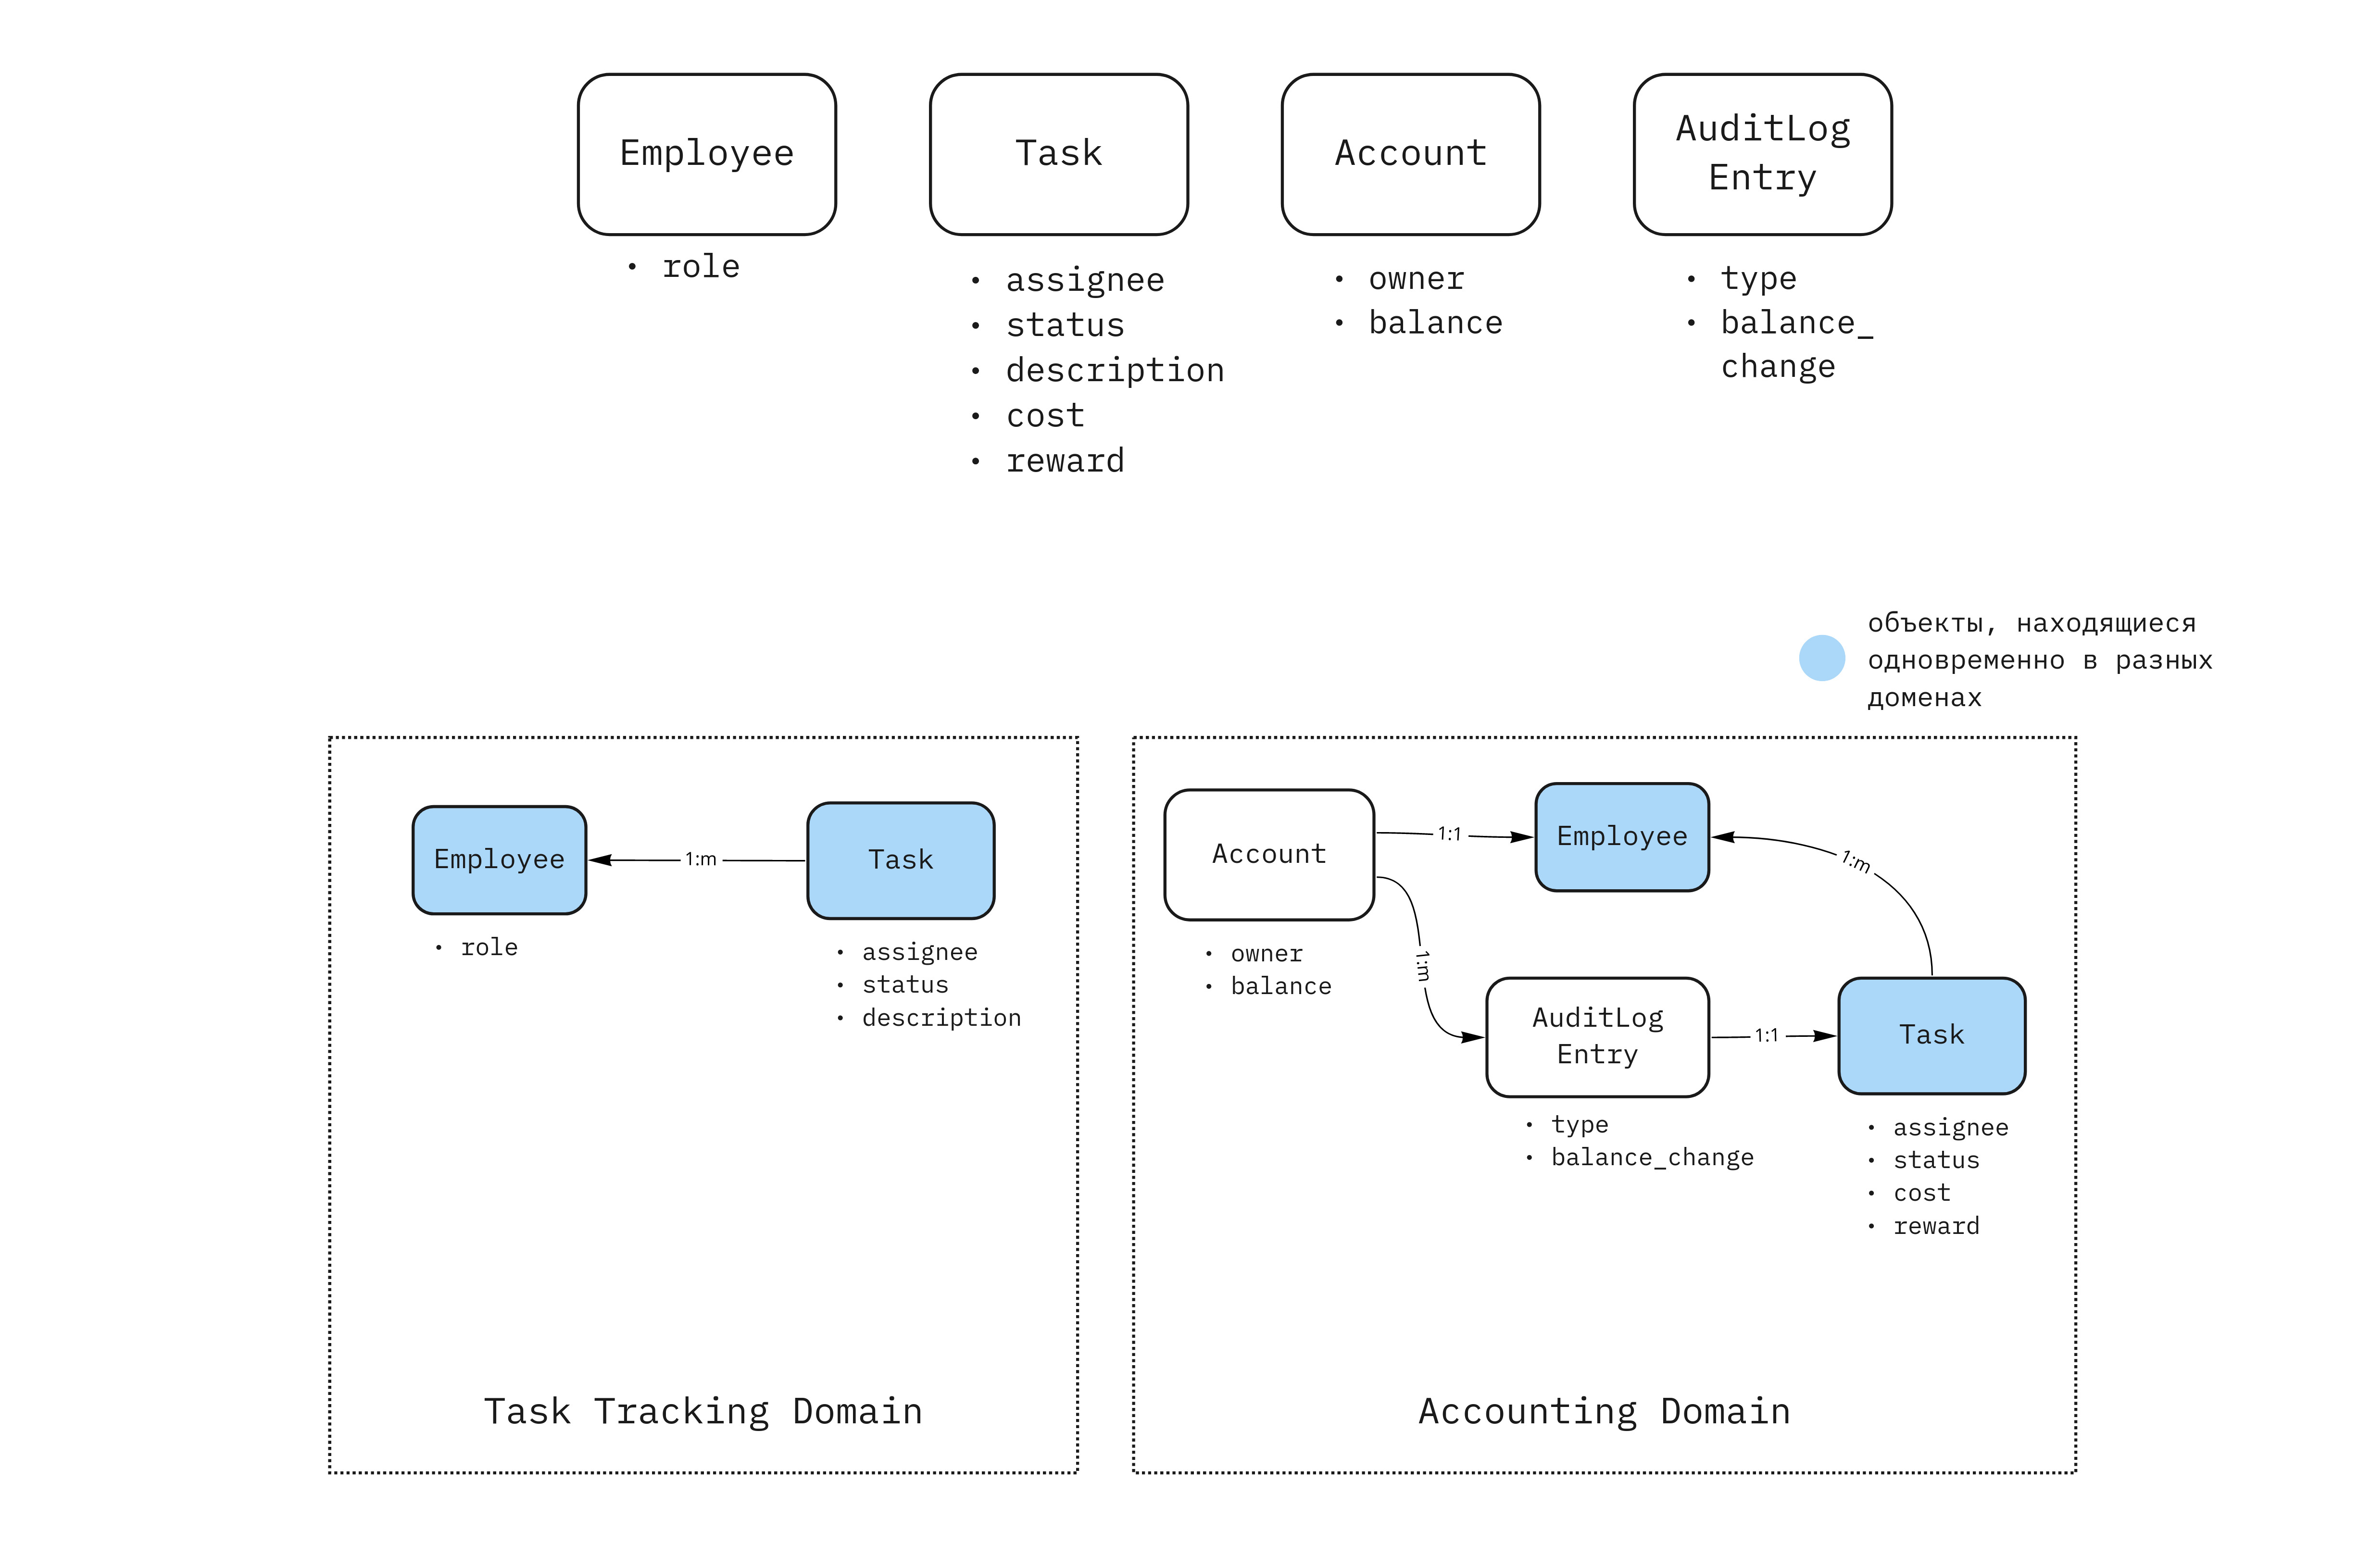 Employee
• role
Task
• assignee
• status
• description
• cost
• reward
Account
• owner
• balance
AuditLog
Entry
• type
• balance_
change
объекты, находящиеся
одновременно в разных
доменах
Employee
• role
1:m
Task
• assignee
• status
• description
Task Tracking Domain
Account
• owner
• balance
1:1
Employee
1:m
1:m
AuditLog
Entry
• type
• balance_change
1:1
Task
• assignee
• status
• cost
• reward
Accounting Domain